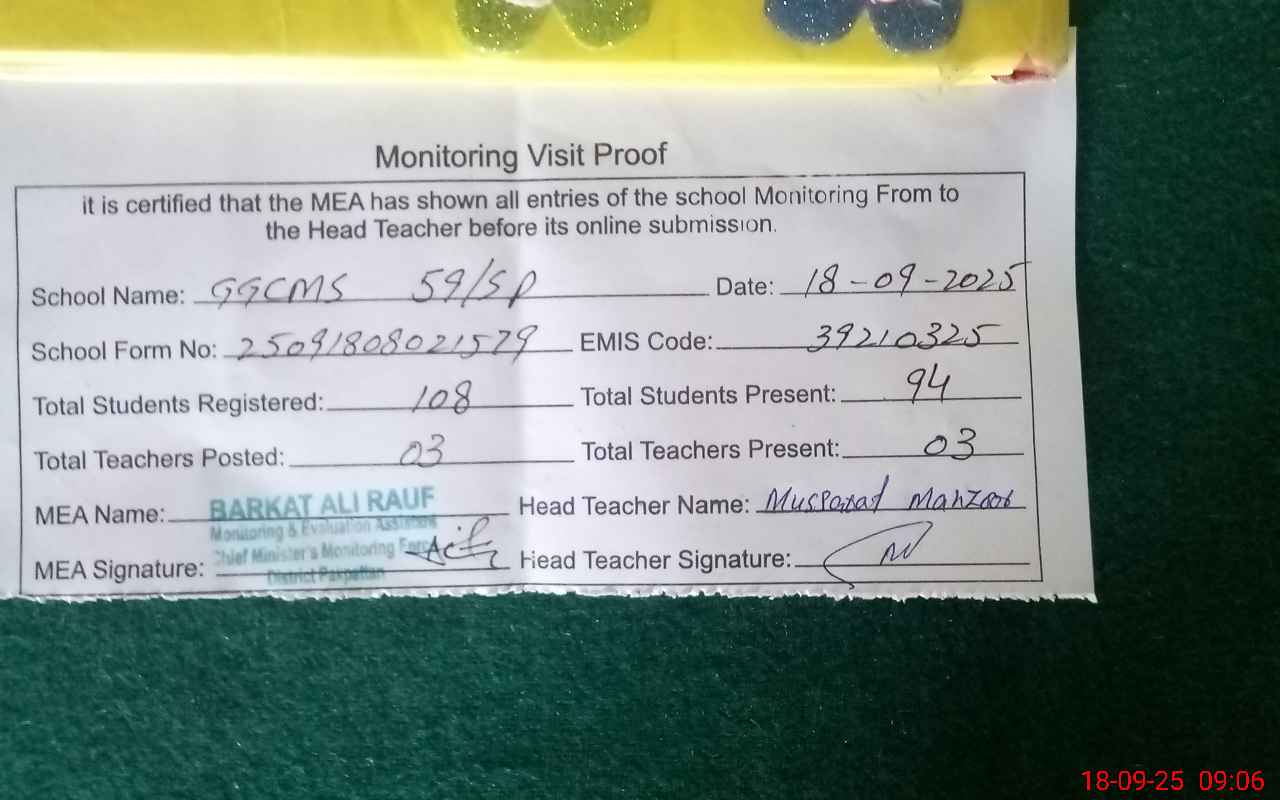 Monitoring Visit Proof
it is certified that the MEA has shown all entries of the school Monitoring From to
the Head Teacher before its online submission.
School Name: GGCMS 59/SP Date: 18-09-2025
School Form No: 25091808021579 EMIS Code: 39210325
Total Students Registered: 108 Total Students Present: 94
Total Teachers Posted: 03 Total Teachers Present: 03
MEA Name: BARKAT ALI RAUF Head Teacher Name: Musparat Manzoor
Monitoring & Evaluation Assistant
Chief Minister's Monitoring Force
MEA Signature: Head Teacher Signature:
District Pakpattan
18-09-25 09:06